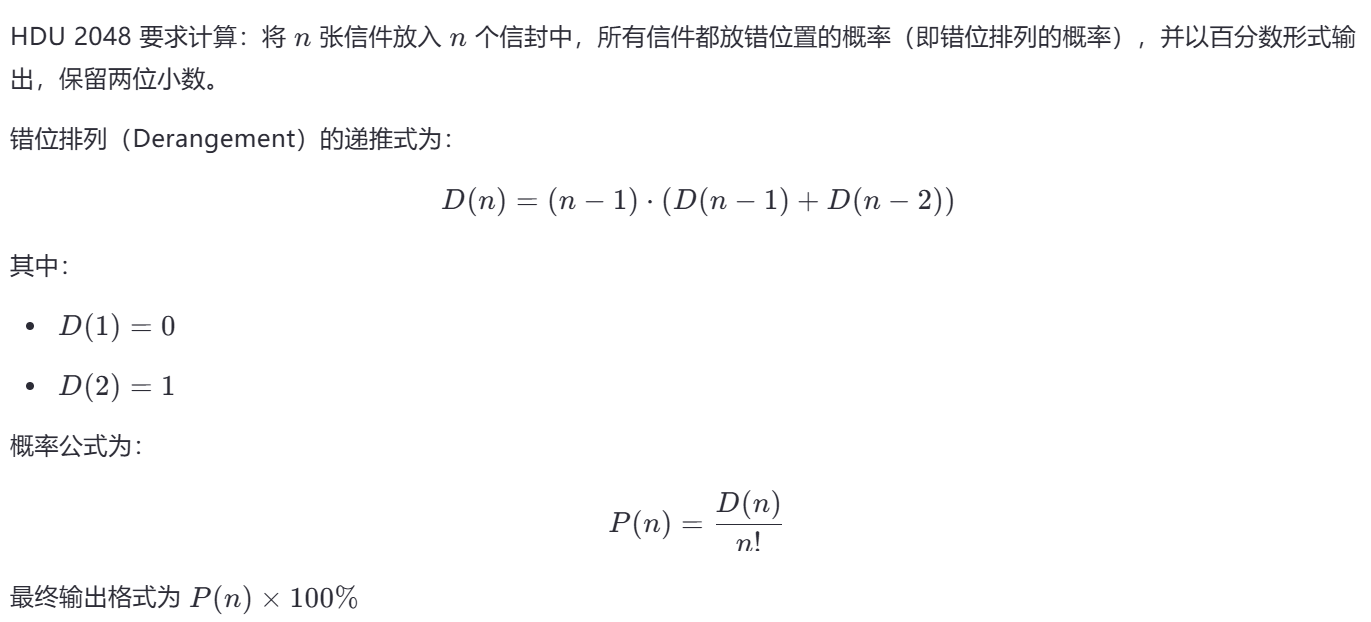 HDU 2048 要求计算：将 n 张信件放入 n 个信封中，所有信件都放错位置的概率（即错位排列的概率），并以百分数形式输
出，保留两位小数。
错位排列（Derangement）的递推式为：
D(n) = (n − 1) · (D(n − 1) + D(n − 2))
其中：
• D(1) = 0
• D(2) = 1
概率公式为：
P(n) = D(n) / n!
最终输出格式为 P(n) × 100%